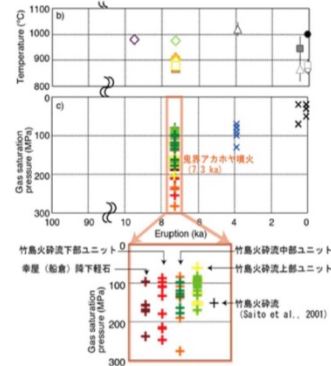 b)
Temperature (°C)
1100
1000
900
800
c)
Gas saturation
pressure (MPa)
0
100
200
300
鬼界アカホヤ噴火
(7.3 ka)
100 10 8 6 4 2 0
Eruption (ka)
竹島火砕流下部ユニット
竹島火砕流中部ユニット
幸屋（船倉）降下軽石
竹島火砕流上部ユニット
竹島火砕流
(Saito et al., 2001)
Gas saturation
pressure (MPa)
0
100
200
300